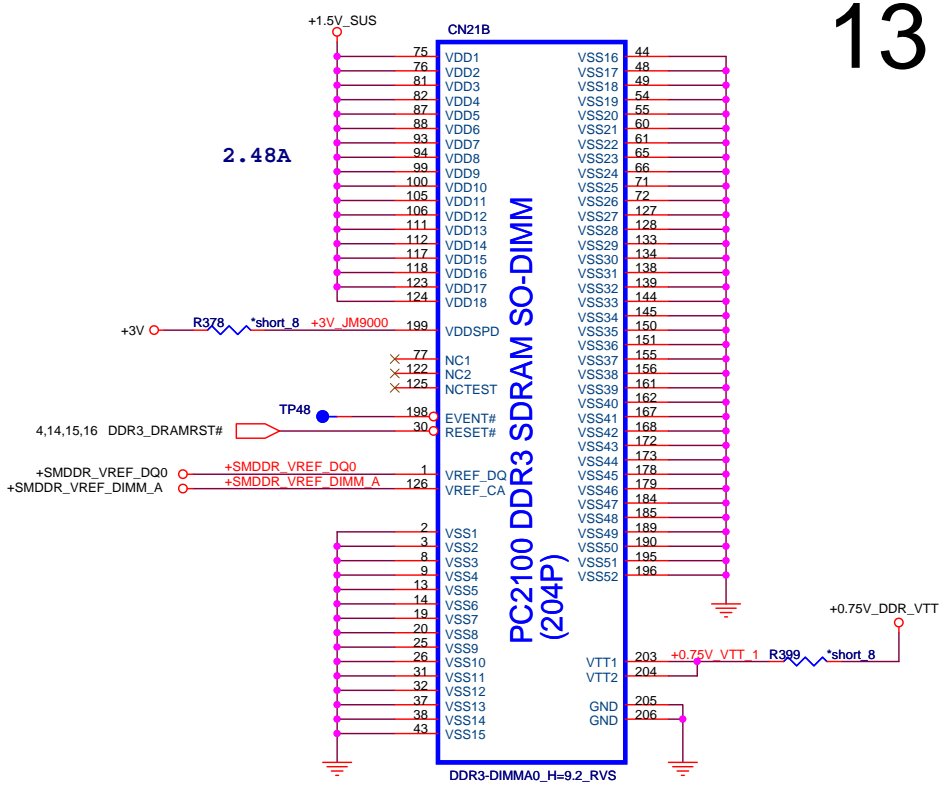 13
+1.5V_SUS
CN21B
2.48A
75 VDD1
76 VDD2
81 VDD3
82 VDD4
87 VDD5
88 VDD6
93 VDD7
94 VDD8
99 VDD9
100 VDD10
105 VDD11
106 VDD12
111 VDD13
112 VDD14
117 VDD15
118 VDD16
123 VDD17
124 VDD18
+3V R378 *short_8 +3V_JM9000 199 VDDSPD
77 NC1
122 NC2
125 NCTEST
TP48 198 EVENT#
4,14,15,16 DDR3_DRAMRST# 30 RESET#
+SMDDR_VREF_DQ0 +SMDDR_VREF_DQ0 1 VREF_DQ
+SMDDR_VREF_DIMM_A +SMDDR_VREF_DIMM_A 126 VREF_CA
2 VSS1
3 VSS2
8 VSS3
9 VSS4
13 VSS5
14 VSS6
19 VSS7
20 VSS8
25 VSS9
26 VSS10
31 VSS11
32 VSS12
37 VSS13
38 VSS14
43 VSS15
PC2100 DDR3 SDRAM SO-DIMM
(204P)
VSS16 44
VSS17 48
VSS18 49
VSS19 54
VSS20 55
VSS21 60
VSS22 61
VSS23 65
VSS24 66
VSS25 71
VSS26 72
VSS27 127
VSS28 128
VSS29 133
VSS30 134
VSS31 138
VSS32 139
VSS33 144
VSS34 145
VSS35 150
VSS36 151
VSS37 155
VSS38 156
VSS39 161
VSS40 162
VSS41 167
VSS42 168
VSS43 172
VSS44 173
VSS45 178
VSS46 179
VSS47 184
VSS48 185
VSS49 189
VSS50 190
VSS51 195
VSS52 196
+0.75V_DDR_VTT
VTT1 203 +0.75V_VTT_1 R399 *short_8
VTT2 204
GND 205
GND 206
DDR3-DIMMA0_H=9.2_RVS